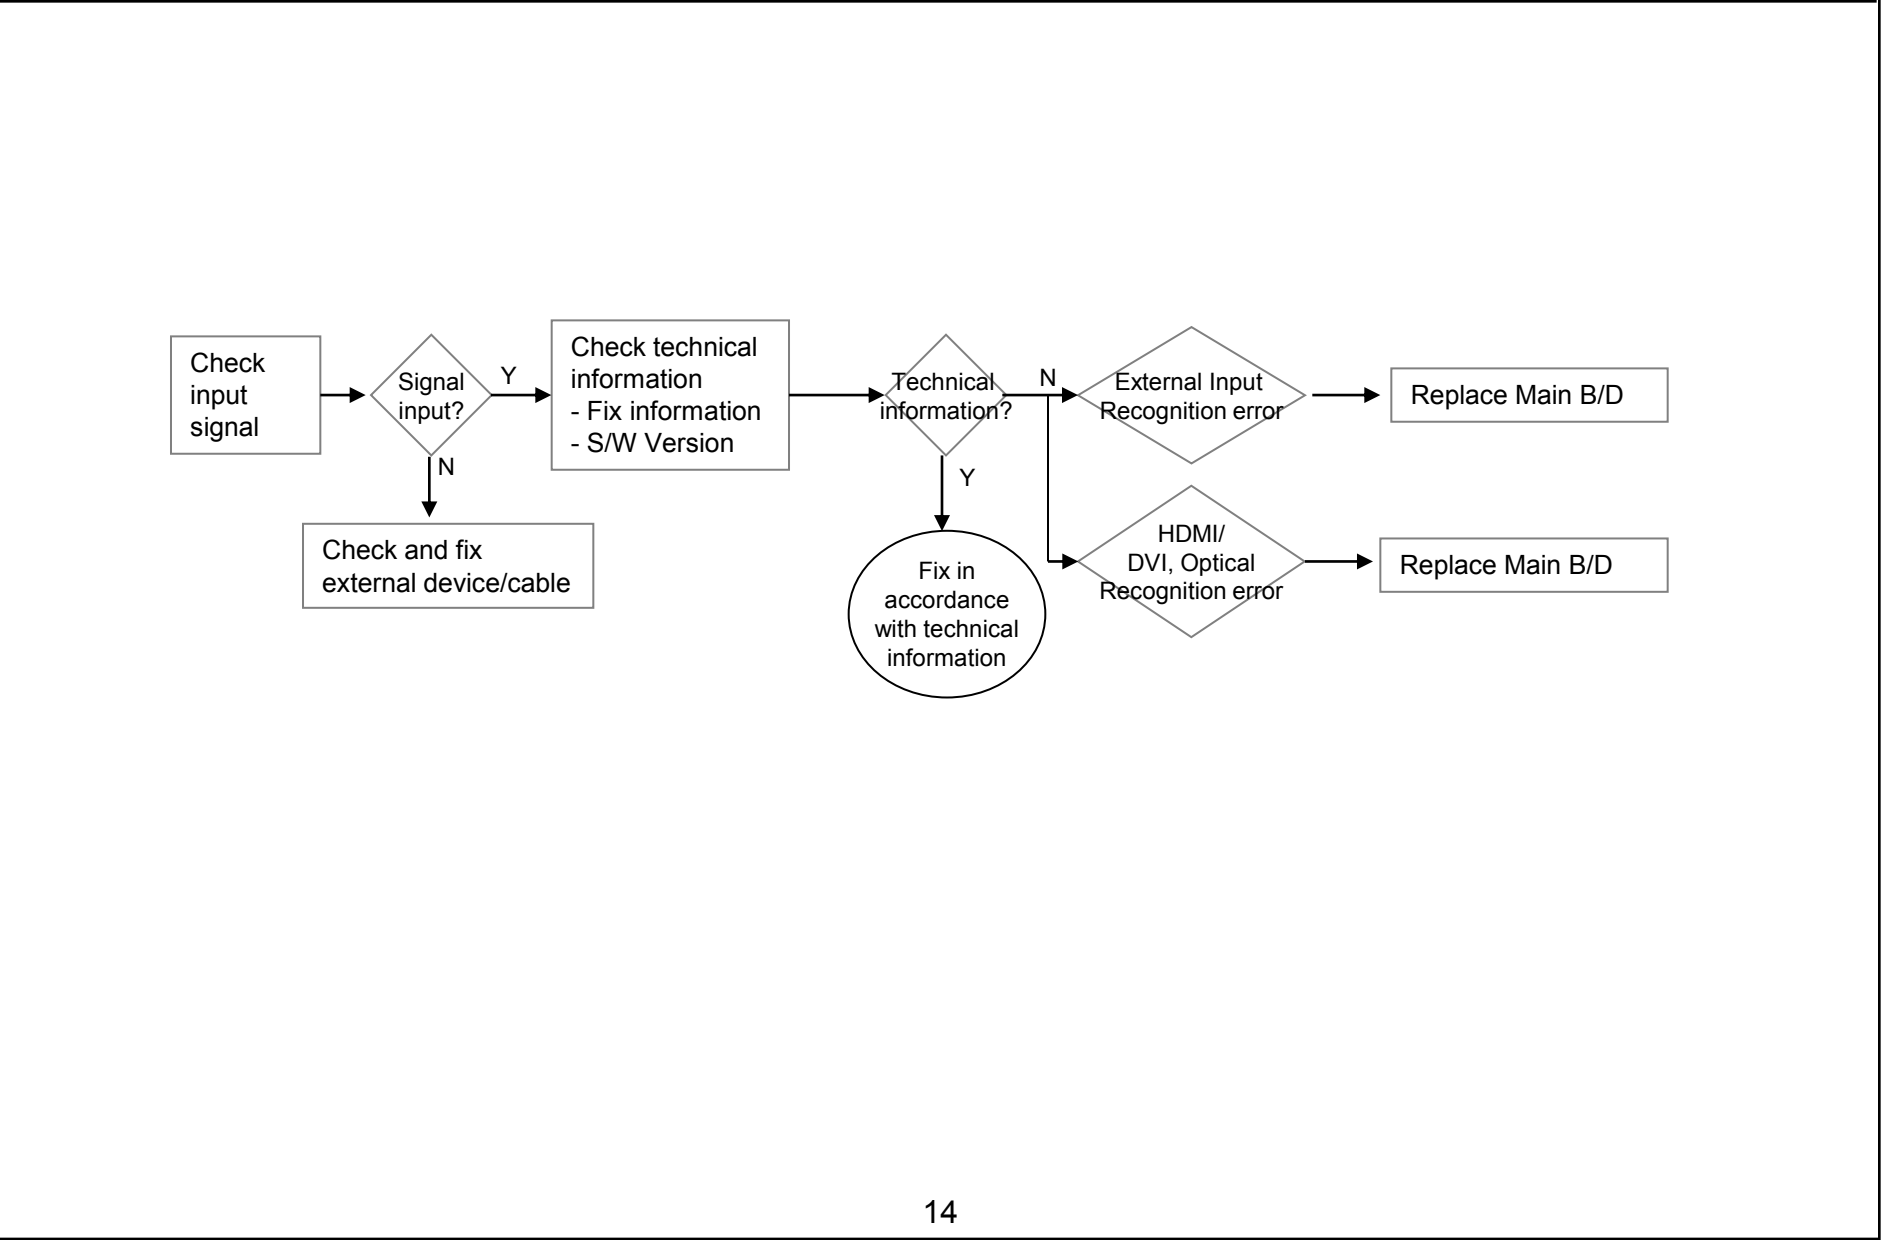 Check
input
signal
Signal
input?
Y
N
Check and fix
external device/cable
Check technical
information
- Fix information
- S/W Version
Technical
information?
N
Y
Fix in
accordance
with technical
information
External Input
Recognition error
Replace Main B/D
HDMI/
DVI, Optical
Recognition error
Replace Main B/D
14